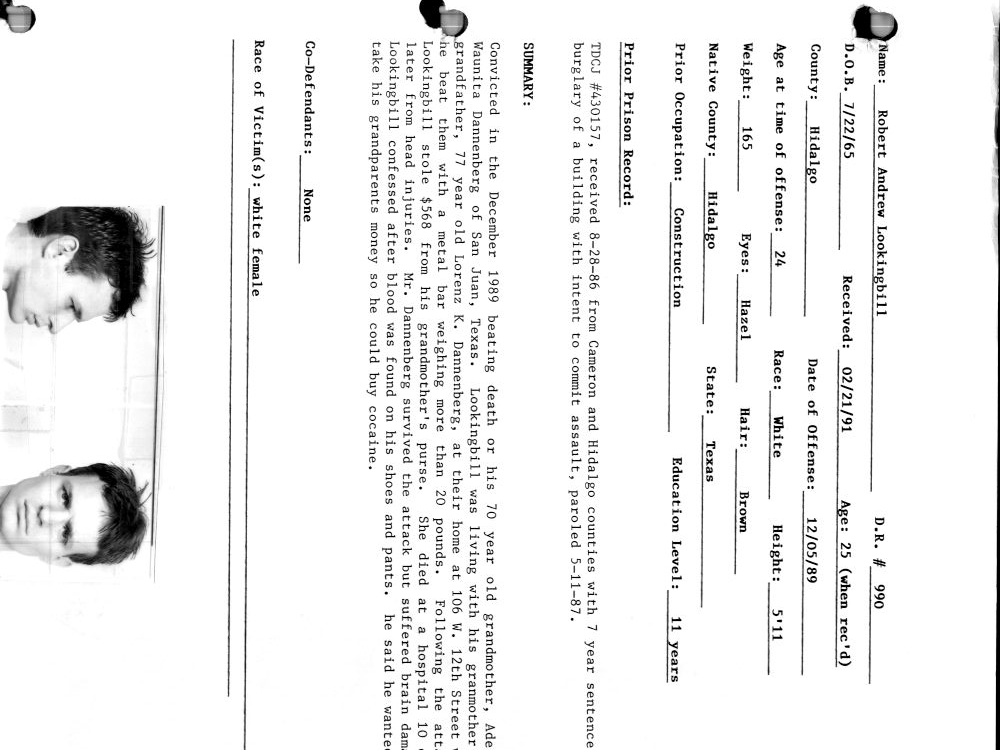 Name: Robert Andrew Lookingbill D.R. # 990
D.O.B. 7/22/65 Received: 02/21/91 Age: 25 (when rec'd)
County: Hidalgo Date of Offense: 12/05/89
Age at time of offense: 24 Race: White Height: 5'11
Weight: 165 Eyes: Hazel Hair: Brown
Native County: Hidalgo State: Texas
Prior Occupation: Construction Education Level: 11 years
Prior Prison Record:
TDCJ #430157, received 8-28-86 from Cameron and Hidalgo counties with 7 year sentence
burglary of a building with intent to commit assault, paroled 5-11-87.
SUMMARY:
Convicted in the December 1989 beating death or his 70 year old grandmother, Ade
Waunita Dannenberg of San Juan, Texas. Lookingbill was living with his granmother
grandfather, 77 year old Lorenz K. Dannenberg, at their home at 106 W. 12th Street
he beat them with a metal bar weighing more than 20 pounds. Following the att
Lookingbill stole $568 from his grandmother's purse. She died at a hospital 10
later from head injuries. Mr. Dannenberg survived the attack but suffered brain dam
Lookingbill confessed after blood was found on his shoes and pants. he said he wante
take his grandparents money so he could buy cocaine.
Co-Defendants: None
Race of Victim(s): white female